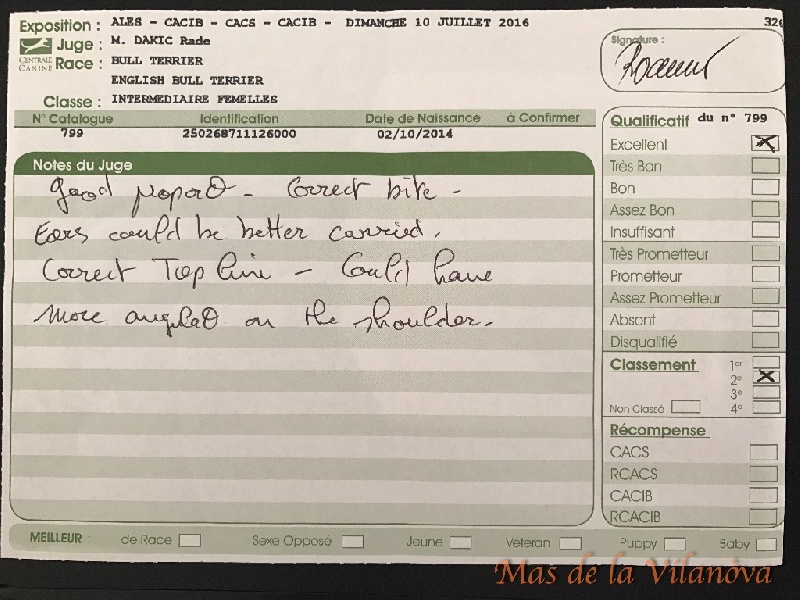 Exposition : ALES - CACIB - CACS - CACIB - DIMANCHE 10 JUILLET 2016
Juge : M. DAKIC Rade
CENTRALE CANINE
Race : BULL TERRIER
ENGLISH BULL TERRIER
Classe : INTERMEDIAIRE FEMELLES
326
Signature :
N° Catalogue Identification Date de Naissance à Confirmer
799 250268711126000 02/10/2014
Notes du Juge
Good - Correct bite -
Ears could be better carried.
Correct Top line - Could have
more on the shoulder.
Qualificatif du n° 799
Excellent
Très Bon
Bon
Assez Bon
Insuffisant
Très Prometteur
Prometteur
Assez Prometteur
Absent
Disqualifié
Classement 1er
2e
3e
Non Classé 4e
Récompense
CACS
RCACS
CACIB
RCACIB
MEILLEUR : de Race Sexe Opposé Jeune Vétéran Puppy Baby
Mas de la Vilanova